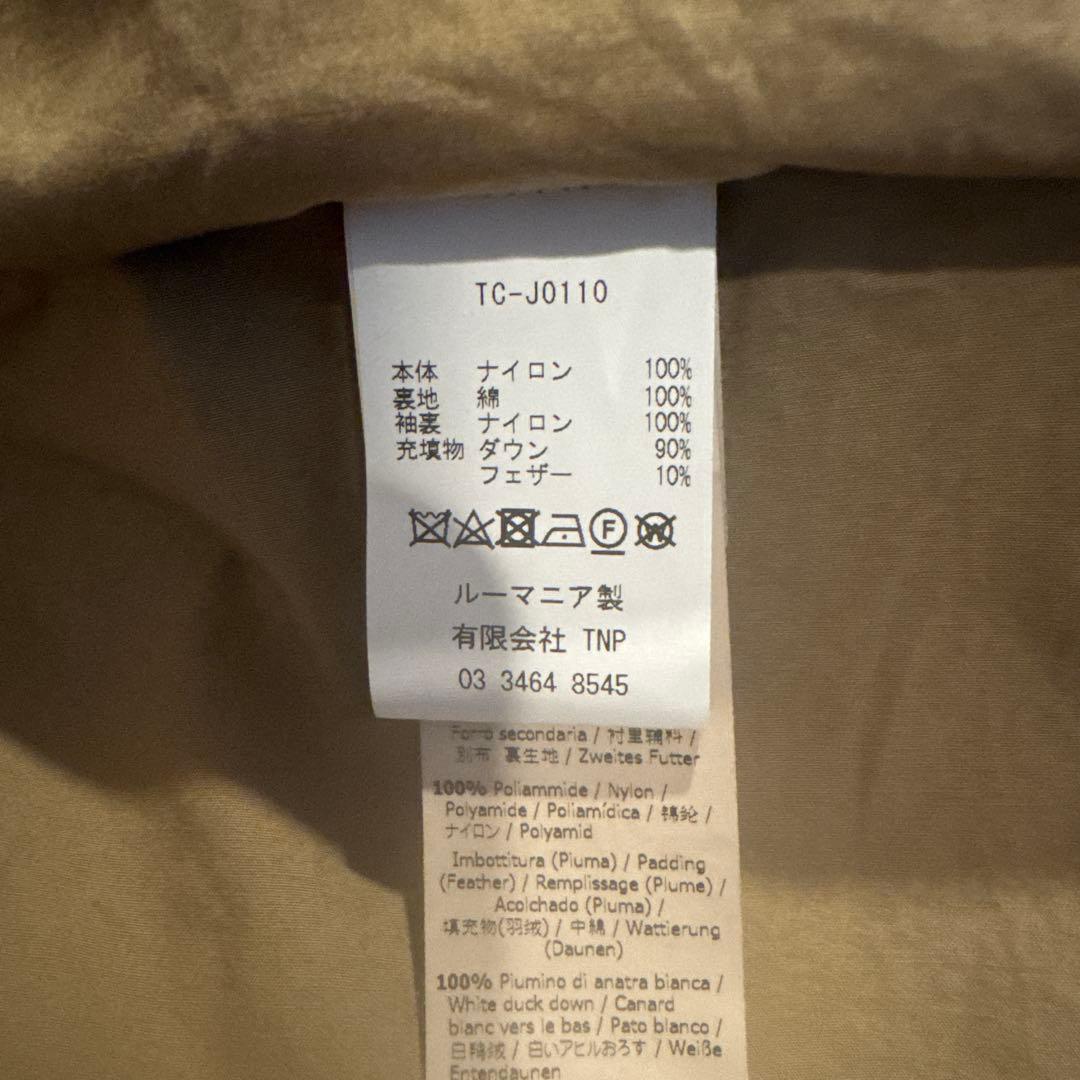 TC-J0110
本体 ナイロン 100%
裏地 綿 100%
袖裏 ナイロン 100%
充填物 ダウン 90%
フェザー 10%
F W
ルーマニア製
有限会社 TNP
03 3464 8545
secondaria / 衬里辅料 /
別布 裏生地 / Zweites Futter
100% Poliammide / Nylon /
Polyamide / Poliamídica / 锦纶 /
ナイロン / Polyamid
Imbottitura (Piuma) / Padding
(Feather) / Remplissage (Plume) /
Acolchado (Pluma) /
填充物(羽绒) / 中綿 / Wattierung
(Daunen)
100% Piumino di anatra bianca /
White duck down / Canard
blanc vers le bas / Pato blanco /
白鸭绒 / 白いアヒルおろす / Weiße
Entendaunen